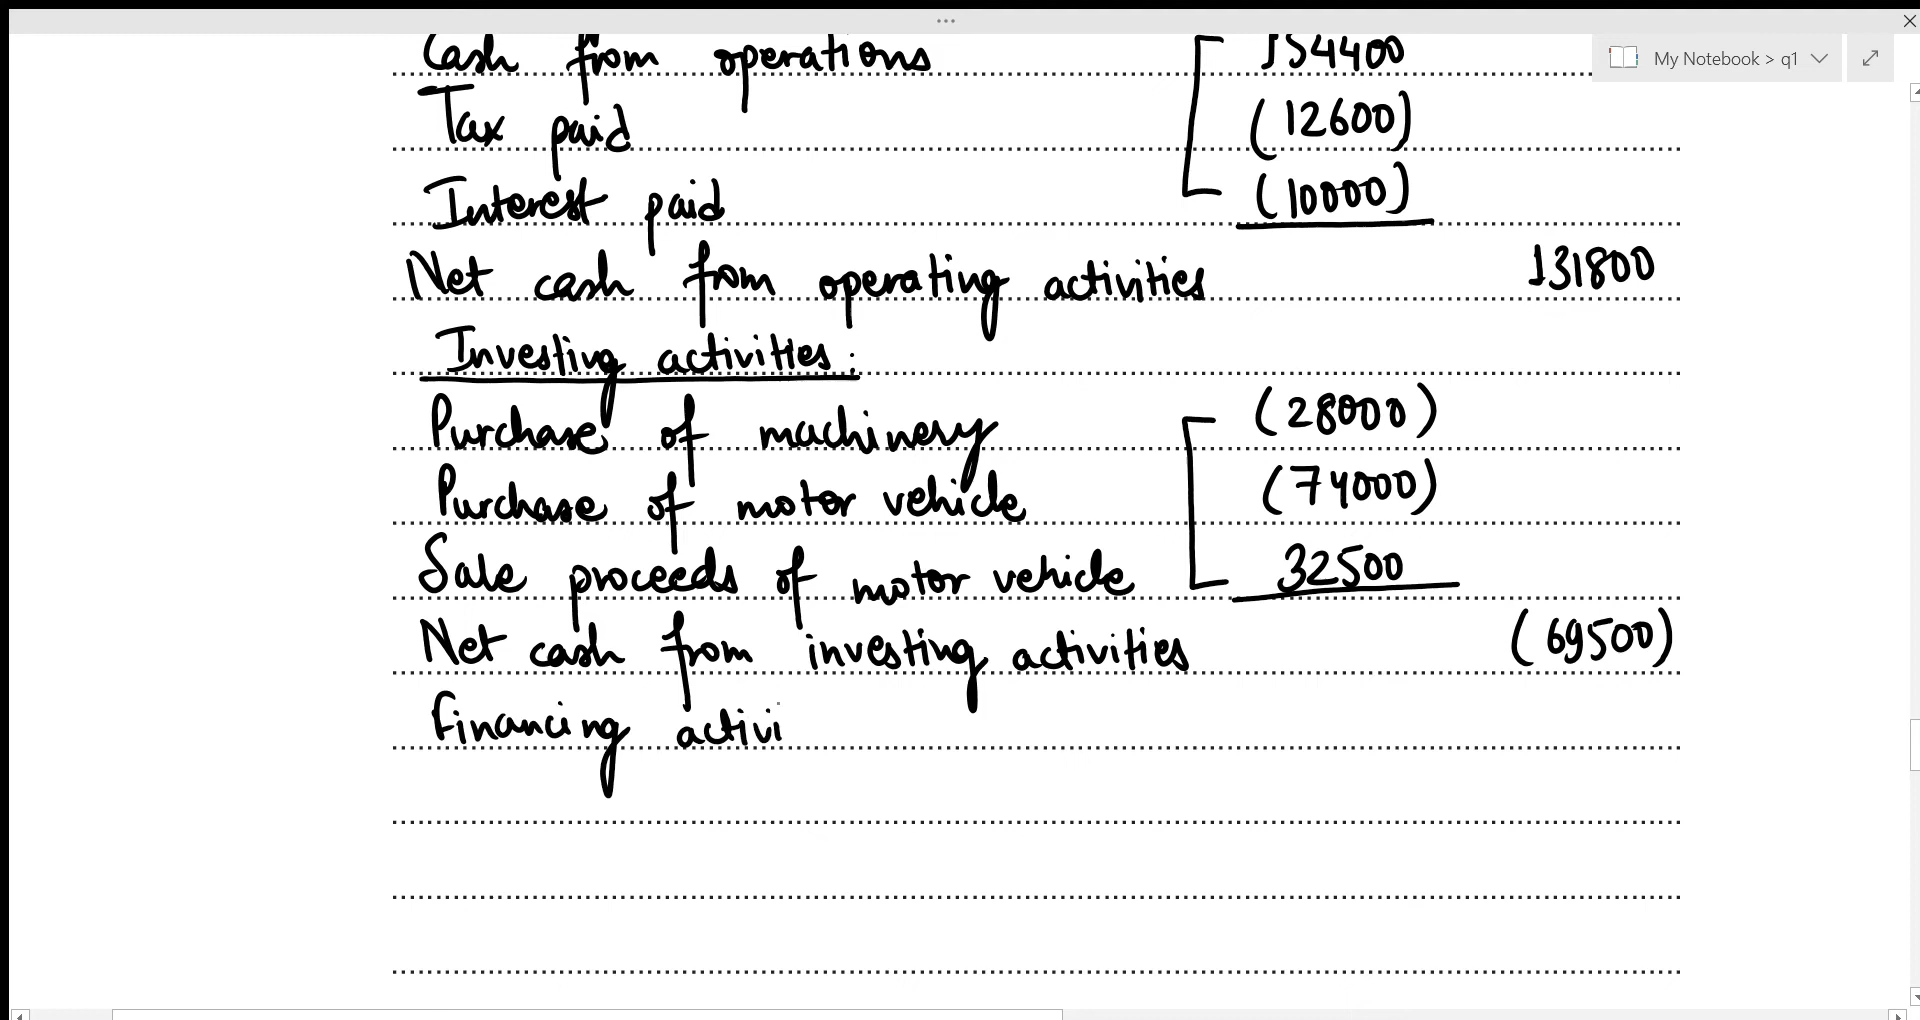 My Notebook > q1
Cash from operations 154400
Tax paid (12600)
Interest paid (10000)
Net cash from operating activities 131800
Investing activities:
Purchase of machinery (28000)
Purchase of motor vehicle (74000)
Sale proceeds of motor vehicle 32500
Net cash from investing activities (69500)
Financing activi